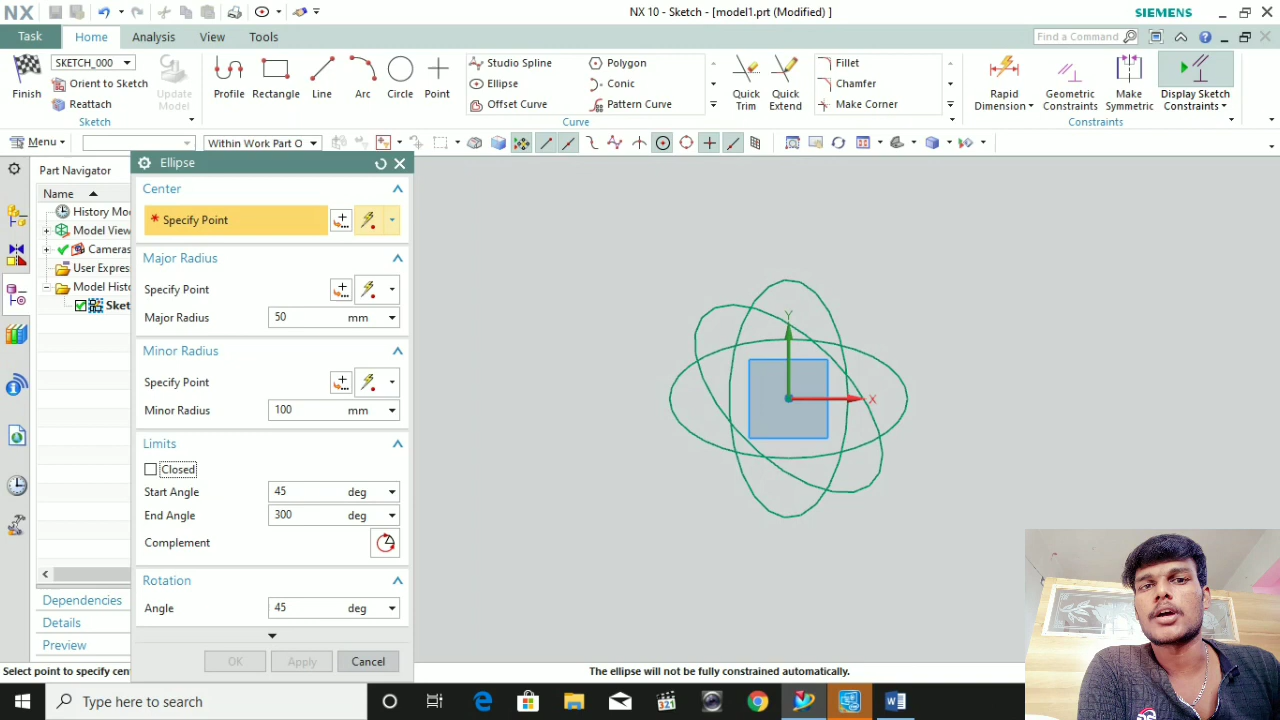 NX
NX 10 - Sketch - [model1.prt (Modified) ]
SIEMENS
Task
Home
Analysis
View
Tools
Find a Command
SKETCH_000
Orient to Sketch
Reattach
Finish
Update Model
Sketch
Profile
Rectangle
Line
Arc
Circle
Point
Studio Spline
Ellipse
Offset Curve
Polygon
Conic
Pattern Curve
Curve
Quick Trim
Quick Extend
Fillet
Chamfer
Make Corner
Rapid Dimension
Geometric Constraints
Make Symmetric
Display Sketch Constraints
Constraints
Menu
Within Work Part O
Part Navigator
Name
History Mo
Model View
Cameras
User Expres
Model Histo
Sket
Dependencies
Details
Preview
Ellipse
Center
* Specify Point
Major Radius
Specify Point
Major Radius 50 mm
Minor Radius
Specify Point
Minor Radius 100 mm
Limits
Closed
Start Angle 45 deg
End Angle 300 deg
Complement
Rotation
Angle 45 deg
OK
Apply
Cancel
Y
X
Select point to specify cen
The ellipse will not be fully constrained automatically.
Type here to search
321